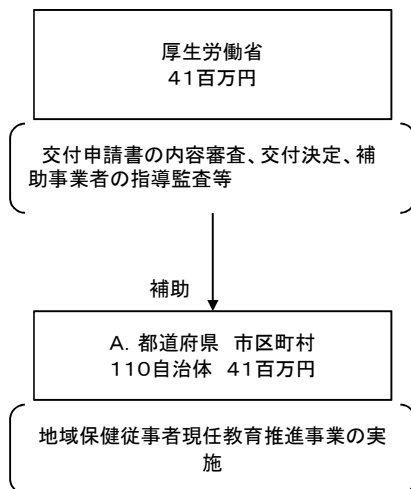 厚生労働省
41百万円
交付申請書の内容審査、交付決定、補
助事業者の指導監査等
補助
A．都道府県　市区町村
110自治体　41百万円
地域保健従事者現任教育推進事業の実
施